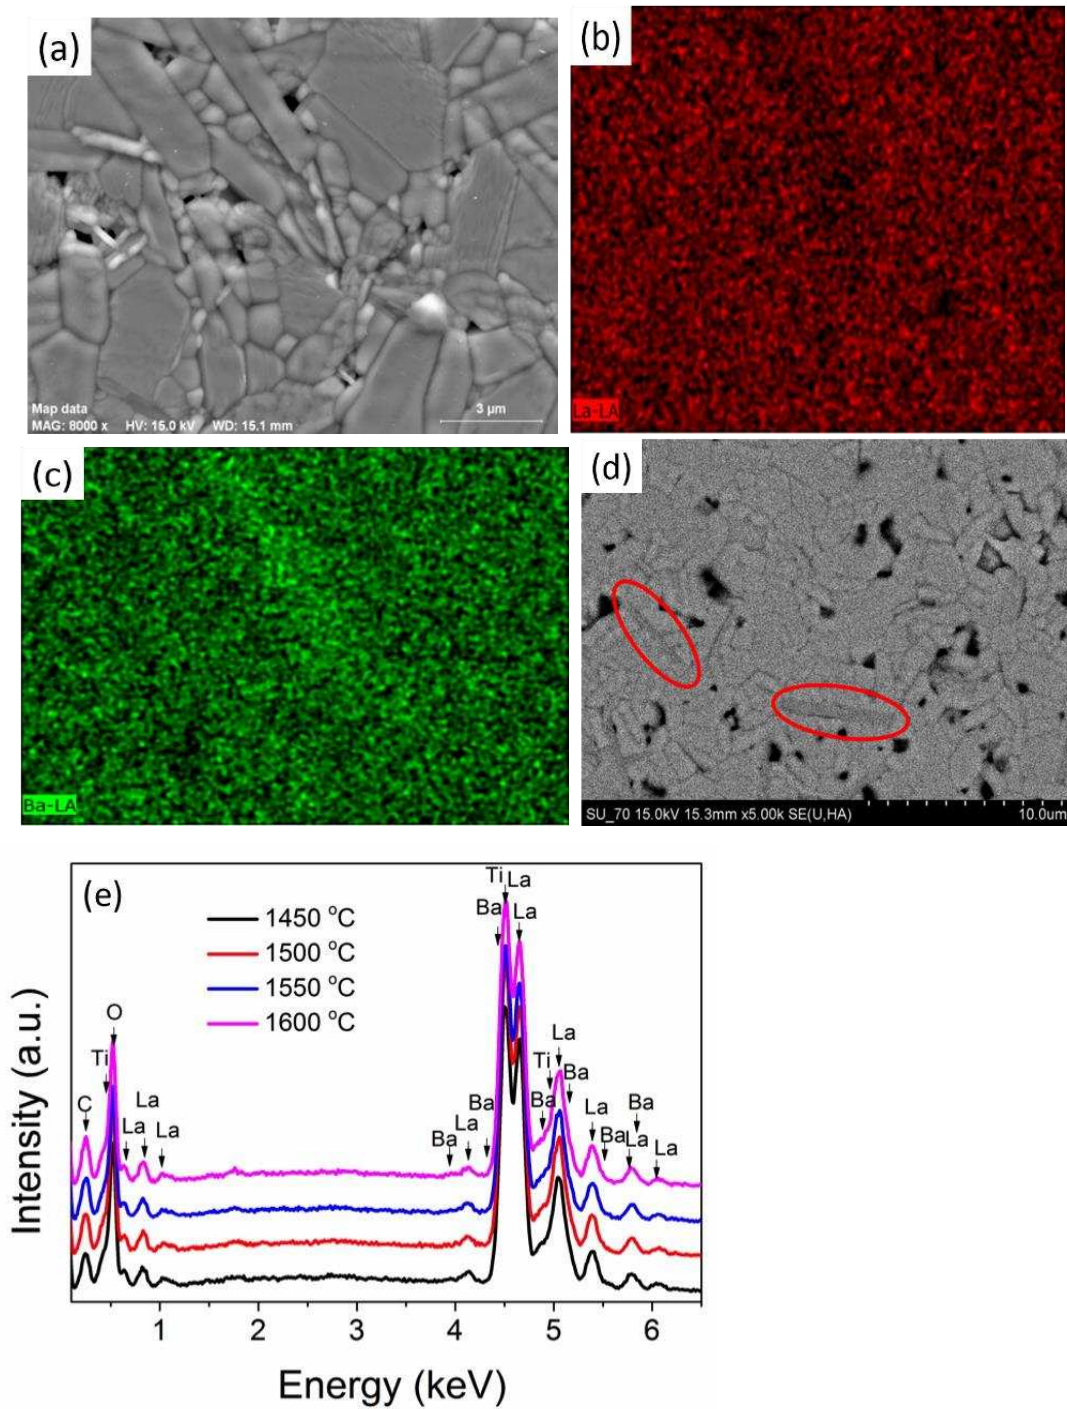 (a)
Map data
MAG: 8000 x HV: 15.0 kV WD: 15.1 mm
3 µm
(b)
La-LA
(c)
Ba-LA
(d)
SU_70 15.0kV 15.3mm x5.00k SE(U,HA)
10.0um
(e)
1450 °C
1500 °C
1550 °C
1600 °C
C
Ti
O
La
La
La
Ba
La
Ba
Ba
Ti
La
La
Ba
Ti
La
Ba
La
Ba
La
Ba
La
Intensity (a.u.)
1 2 3 4 5 6
Energy (keV)